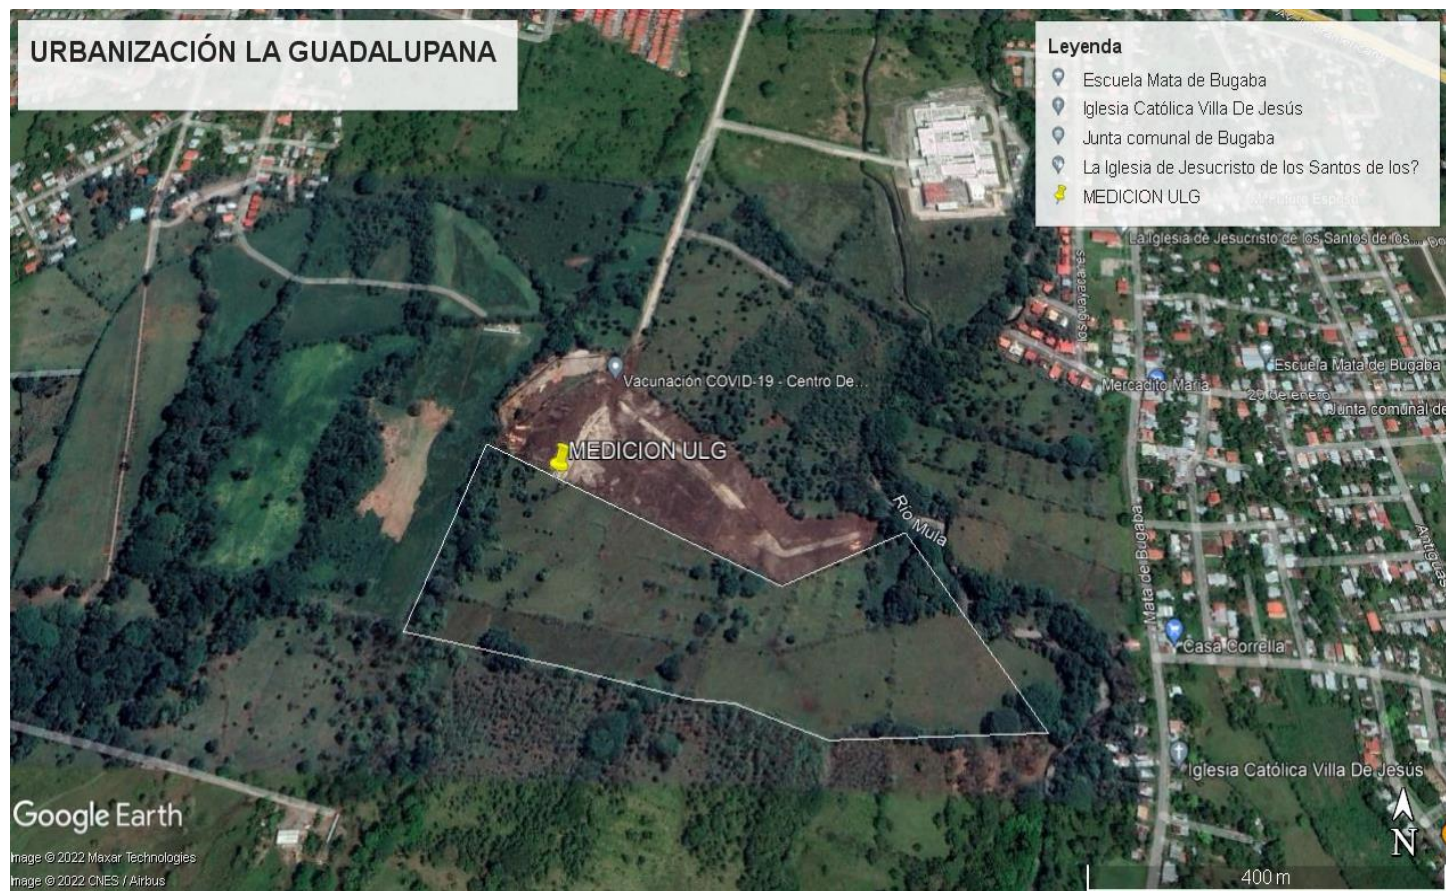 URBANIZACIÓN LA GUADALUPANA
Leyenda
Escuela Mata de Bugaba
Iglesia Católica Villa De Jesús
Junta comunal de Bugaba
La Iglesia de Jesucristo de los Santos de los?
MEDICION ULG
La Iglesia de Jesucristo de los Santos de los...
los guayacanes
Escuela Mata de Bugaba
Vacunación COVID-19 - Centro De...
Mercadito Maria
20 de enero
Junta comunal de
MEDICION ULG
Río Mula
Mata de Bugaba
Casa Corrella
Iglesia Católica Villa De Jesús
Google Earth
N
Image © 2022 Maxar Technologies
Image © 2022 CNES / Airbus
400 m